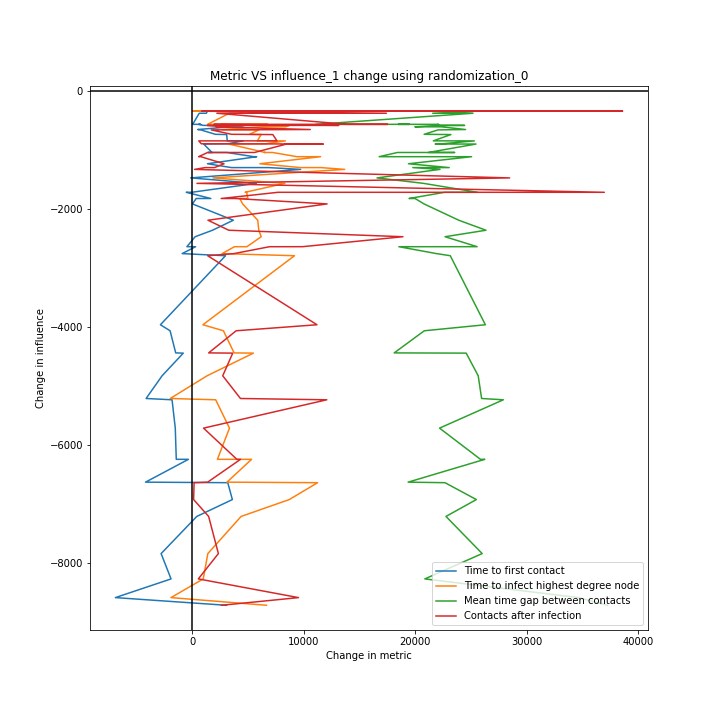 Metric VS influence_1 change using randomization_0
0
−2000
−4000
−6000
−8000
Change in influence
Time to first contact
Time to infect highest degree node
Mean time gap between contacts
Contacts after infection
0
10000
20000
30000
40000
Change in metric